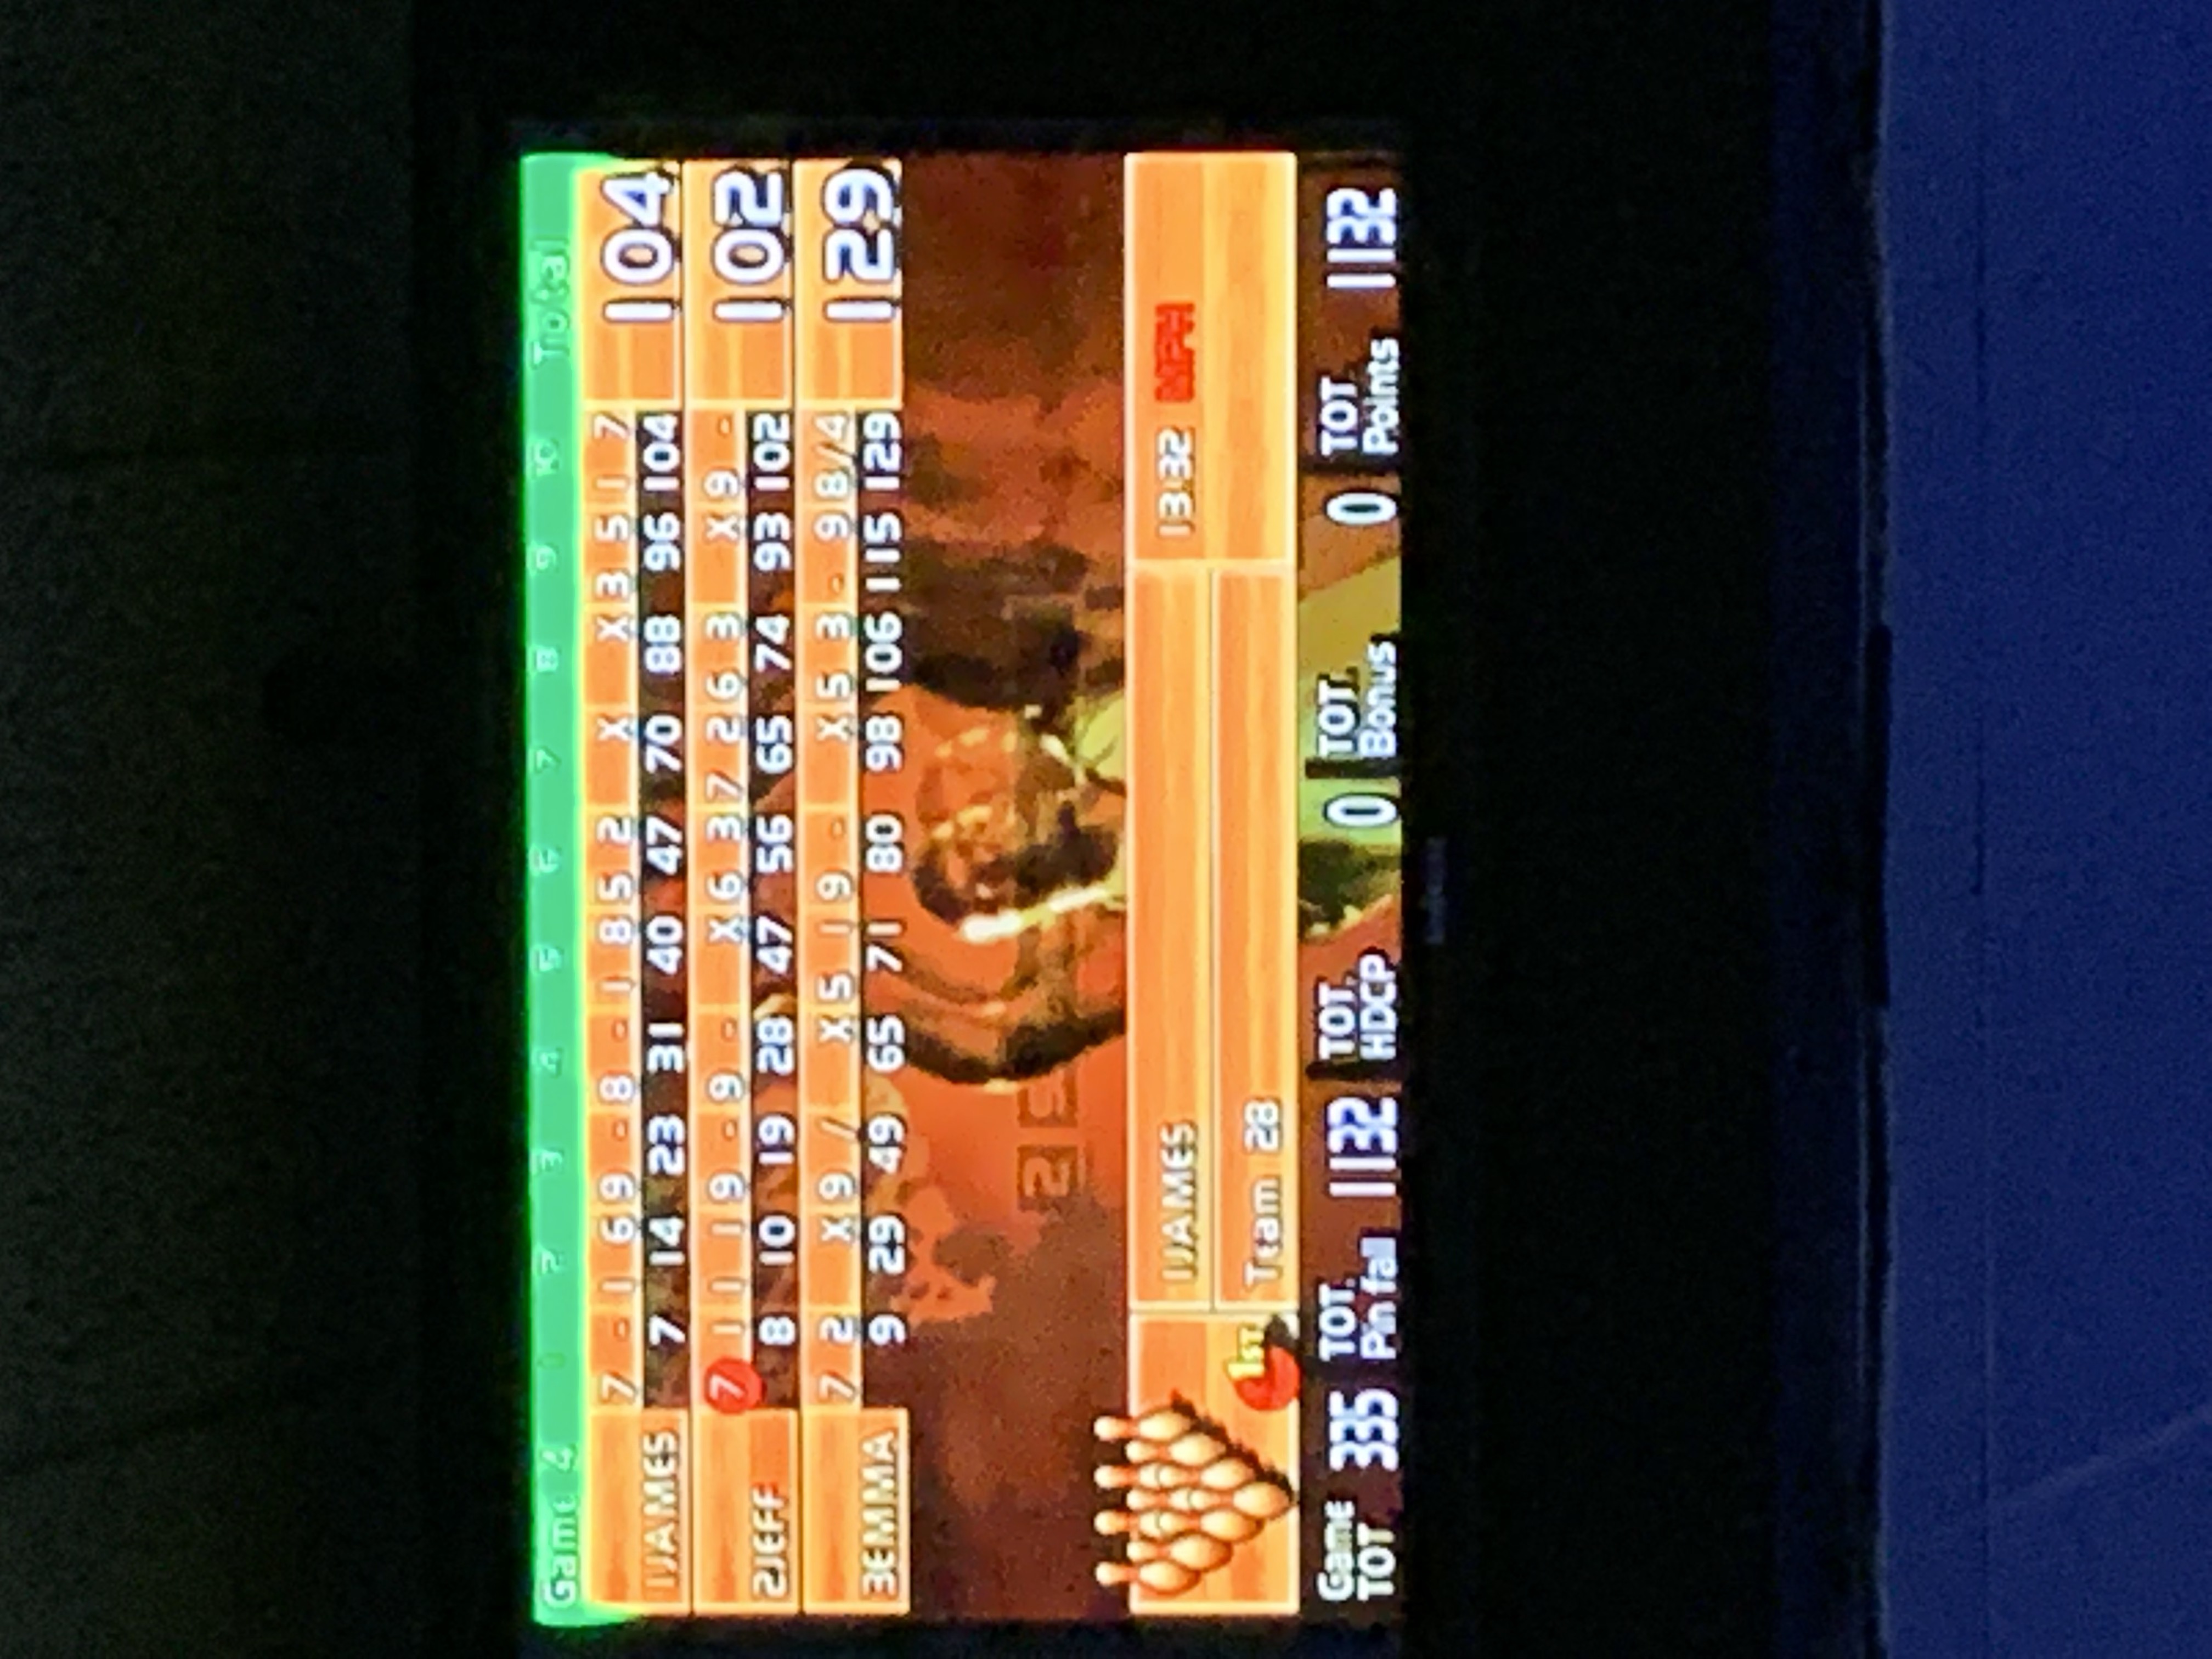 Game 4 1 2 3 4 5 6 7 8 9 10 Total
7 - 1 6 9 - 8 - 1 8 5 2 X X 3 5 1 7 104
1JAMES 7 14 23 31 40 47 70 88 96 104
7 1 1 1 9 - 9 - X 6 3 7 2 6 3 X 9 - 102
2JEFF 8 10 19 28 47 56 65 74 93 102
7 2 X 9 / X 5 1 9 - X 5 3 - 9 8/4 129
3EMMA 9 29 49 65 71 80 98 106 115 129
1JAMES 13.32 MPH
1ST
Team 28
Game TOT 335 TOT. Pin fall 1132 TOT. HDCP 0 TOT. Bonus 0 TOT. Points 1132